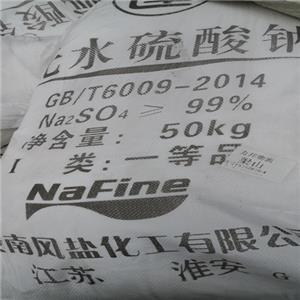 无水硫酸钠
GB/T6009-2014
Na₂SO₄ ≥ 99%
净含量: 50kg
I 类:一等品
NaFine
南风盐化工有限公
江苏 淮安